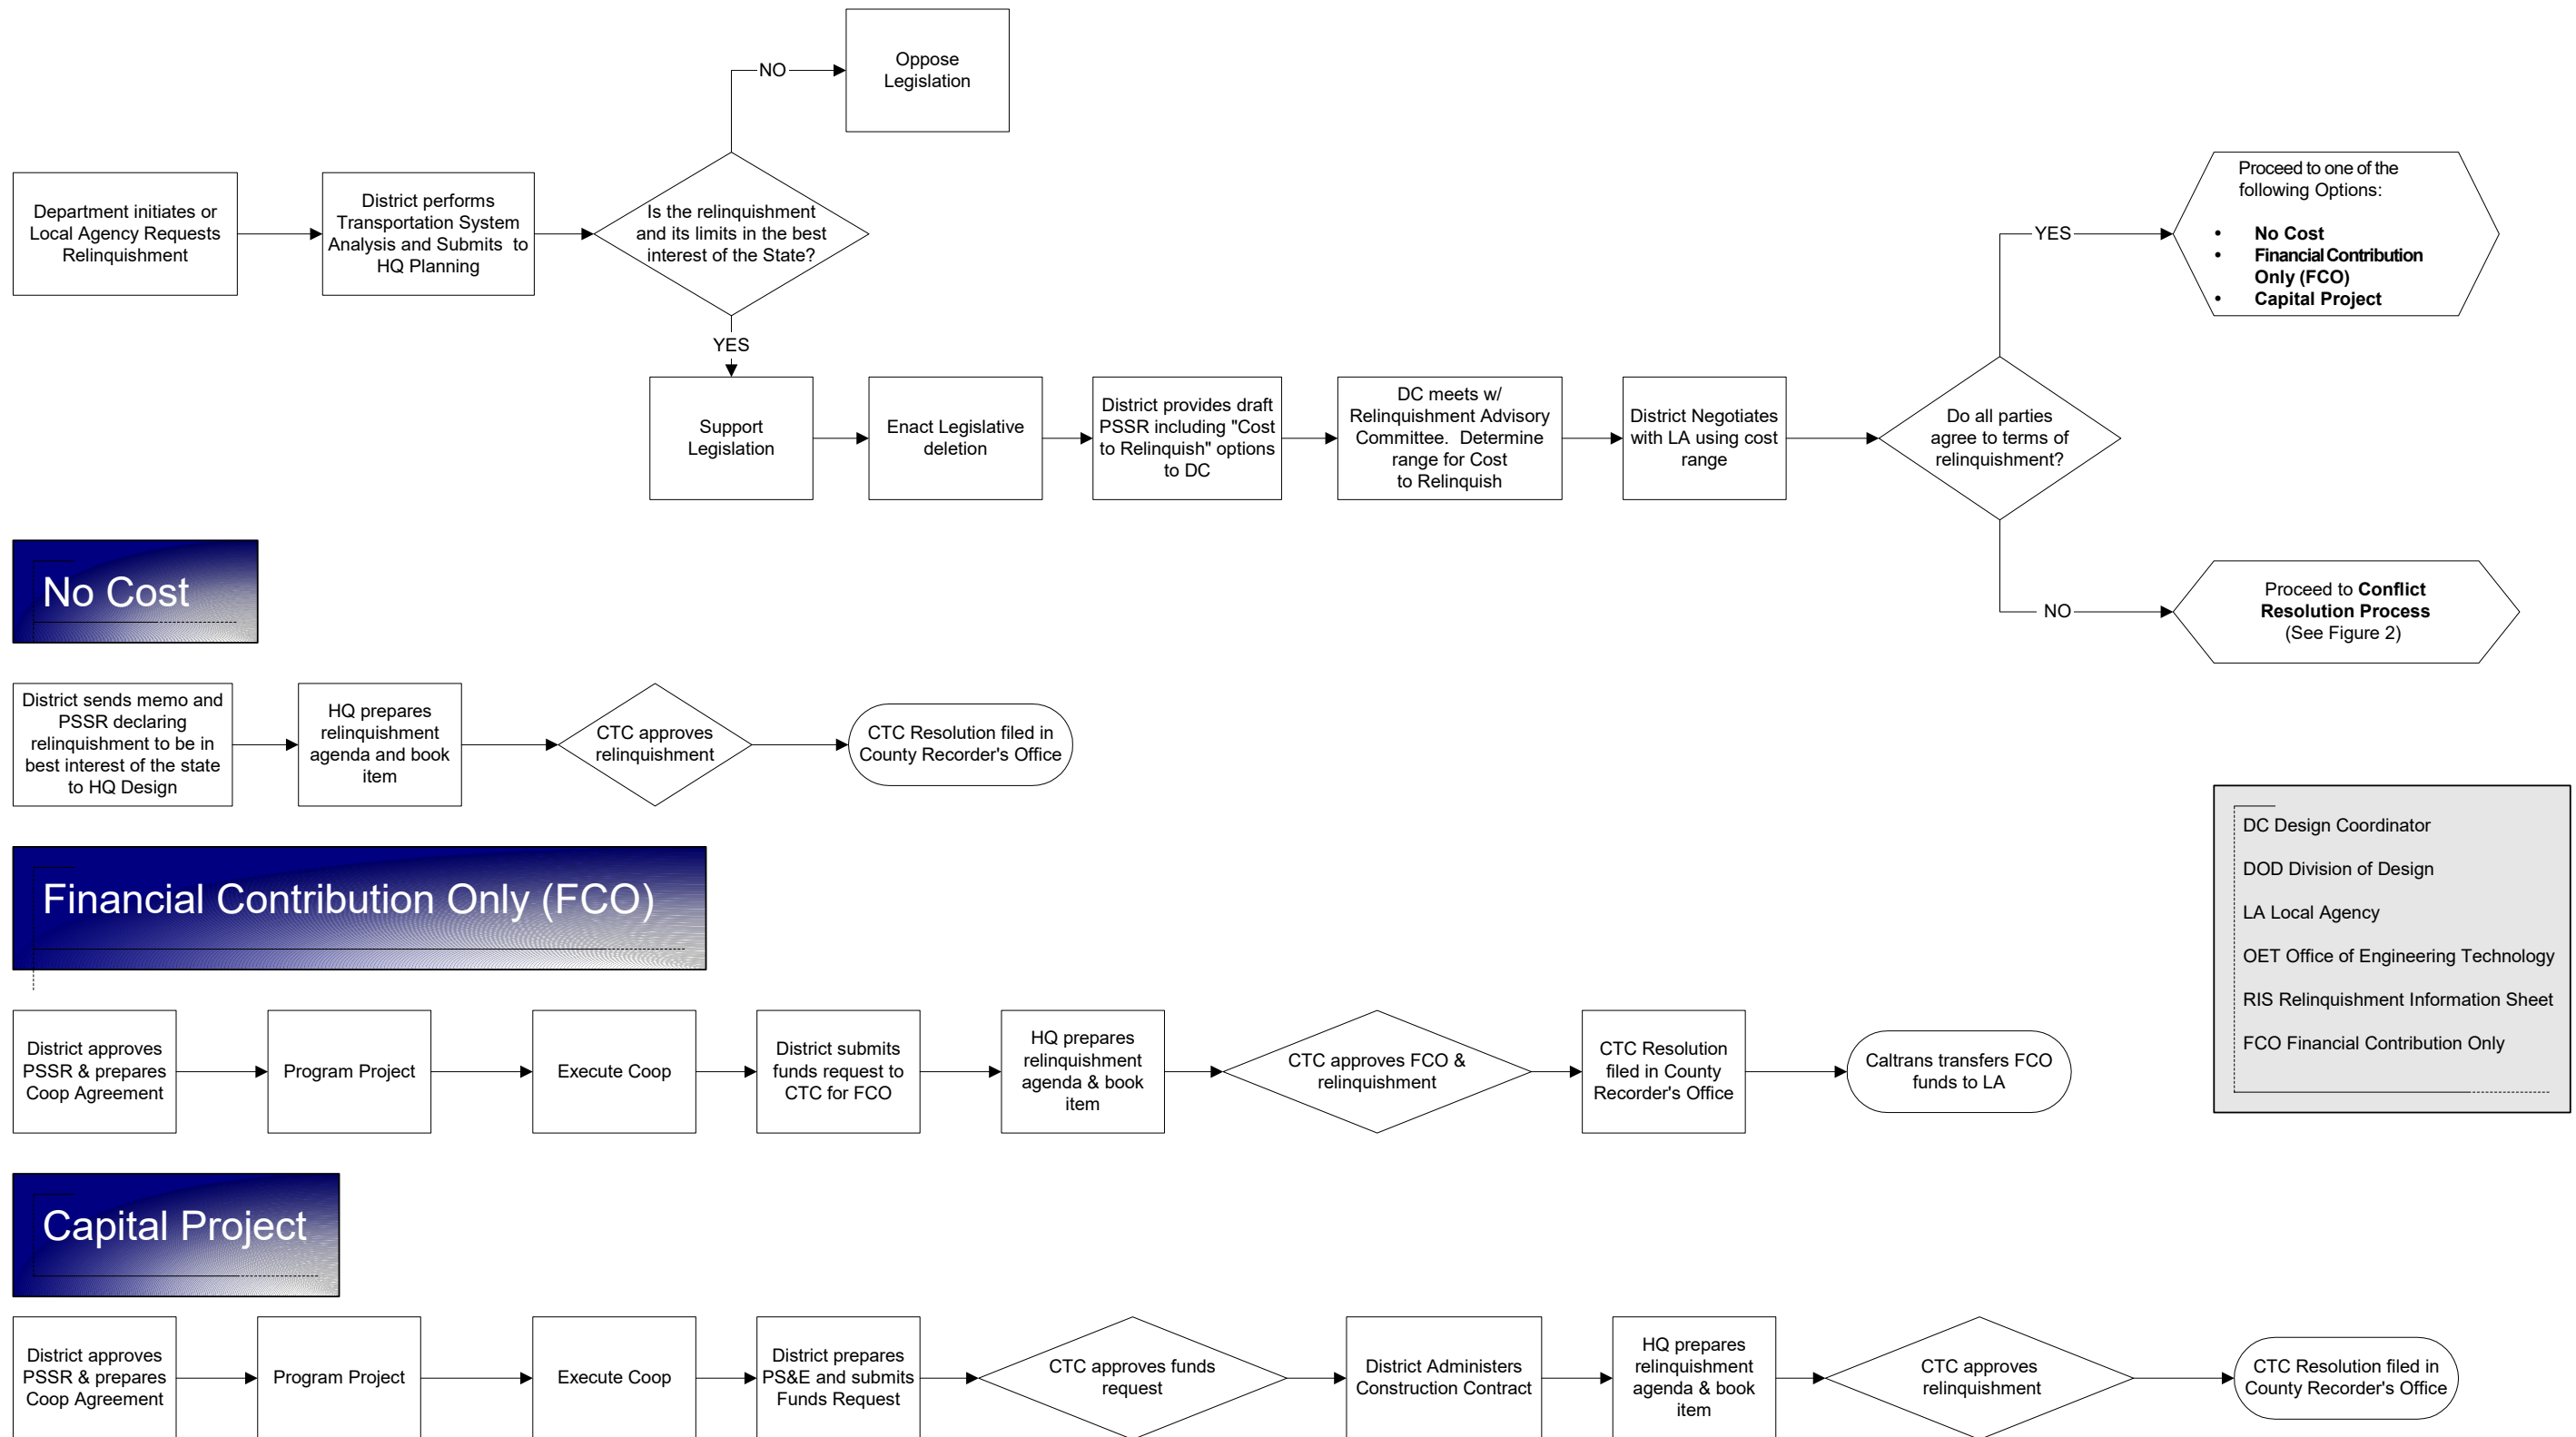 NO
Oppose
Legislation
Department initiates or
Local Agency Requests
Relinquishment
District performs
Transportation System
Analysis and Submits to
HQ Planning
Is the relinquishment
and its limits in the best
interest of the State?
YES
Support
Legislation
Enact Legislative
deletion
District provides draft
PSSR including "Cost
to Relinquish" options
to DC
DC meets w/
Relinquishment Advisory
Committee. Determine
range for Cost
to Relinquish
District Negotiates
with LA using cost
range
Do all parties
agree to terms of
relinquishment?
YES
Proceed to one of the
following Options:
• No Cost
• Financial Contribution
Only (FCO)
• Capital Project
NO
Proceed to Conflict
Resolution Process
(See Figure 2)
No Cost
District sends memo and
PSSR declaring
relinquishment to be in
best interest of the state
to HQ Design
HQ prepares
relinquishment
agenda and book
item
CTC approves
relinquishment
CTC Resolution filed in
County Recorder's Office
DC Design Coordinator
DOD Division of Design
LA Local Agency
OET Office of Engineering Technology
RIS Relinquishment Information Sheet
FCO Financial Contribution Only
Financial Contribution Only (FCO)
District approves
PSSR & prepares
Coop Agreement
Program Project
Execute Coop
District submits
funds request to
CTC for FCO
HQ prepares
relinquishment
agenda & book
item
CTC approves FCO &
relinquishment
CTC Resolution
filed in County
Recorder's Office
Caltrans transfers FCO
funds to LA
Capital Project
District approves
PSSR & prepares
Coop Agreement
Program Project
Execute Coop
District prepares
PS&E and submits
Funds Request
CTC approves funds
request
District Administers
Construction Contract
HQ prepares
relinquishment
agenda & book
item
CTC approves
relinquishment
CTC Resolution filed in
County Recorder's Office